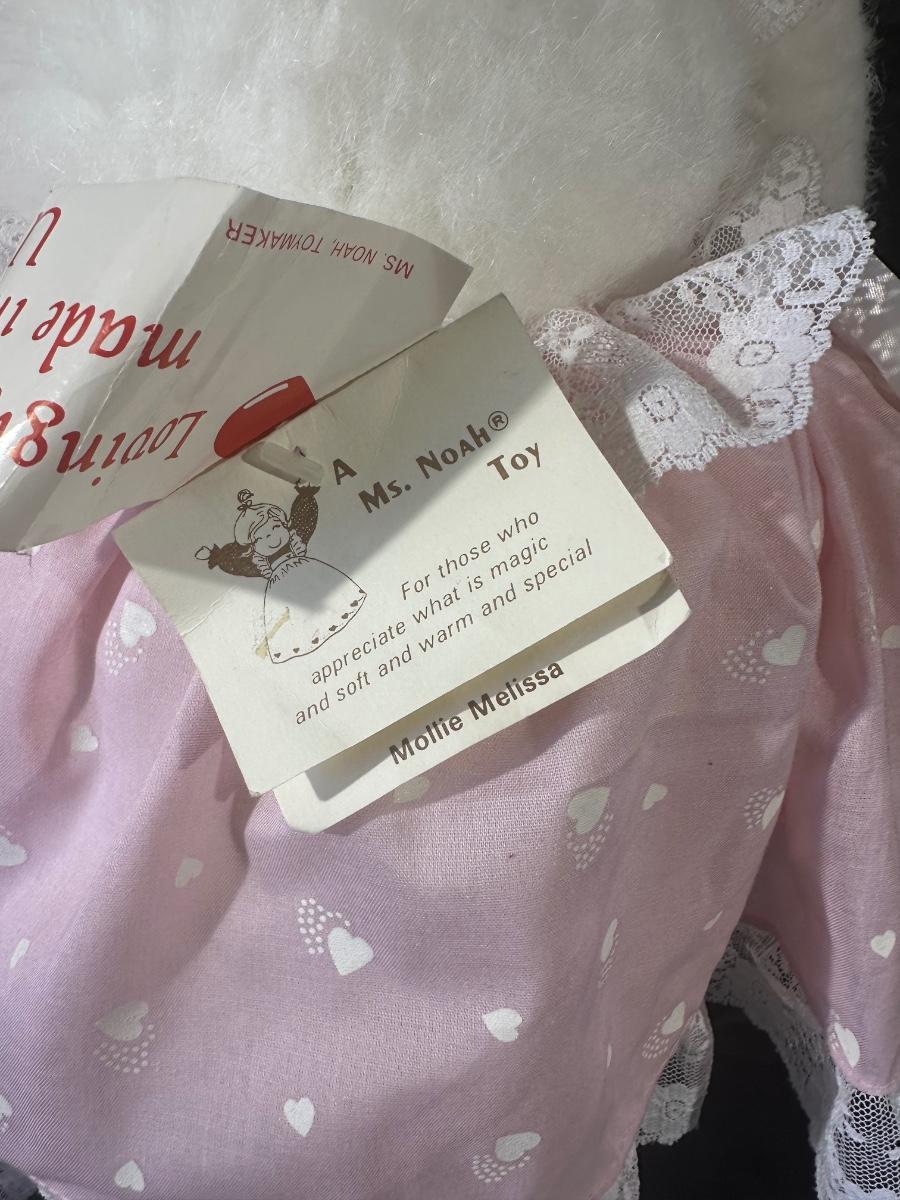 MS. NOAH, TOYMAKER
Loving
made in
U
A
Ms. Noah®
Toy
For those who
appreciate what is magic
and soft and warm and special
Mollie Melissa